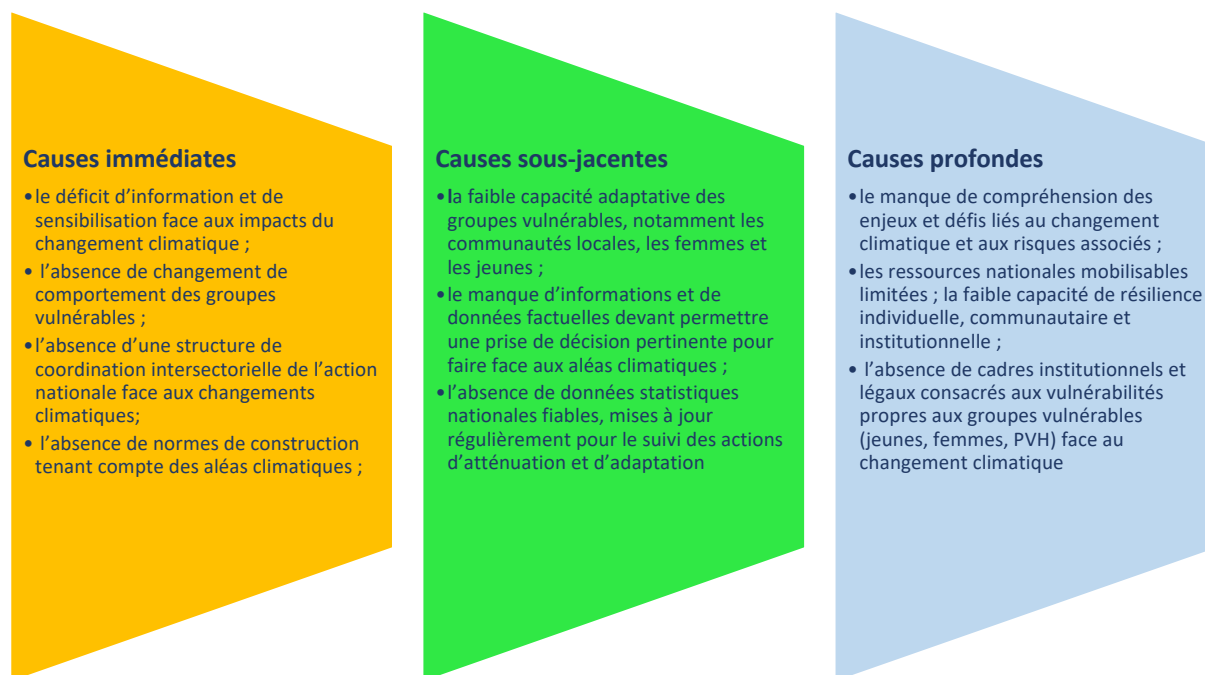 Causes immédiates
•le déficit d'information et de
sensibilisation face aux impacts du
changement climatique ;
• l'absence de changement de
comportement des groupes
vulnérables ;
•l'absence d'une structure de
coordination intersectorielle de l'action
nationale face aux changements
climatiques;
• l'absence de normes de construction
tenant compte des aléas climatiques ;
Causes sous-jacentes
•la faible capacité adaptative des
groupes vulnérables, notamment les
communautés locales, les femmes et
les jeunes ;
•le manque d'informations et de
données factuelles devant permettre
une prise de décision pertinente pour
faire face aux aléas climatiques ;
•l'absence de données statistiques
nationales fiables, mises à jour
régulièrement pour le suivi des actions
d'atténuation et d'adaptation
Causes profondes
•le manque de compréhension des
enjeux et défis liés au changement
climatique et aux risques associés ;
•les ressources nationales mobilisables
limitées ; la faible capacité de résilience
individuelle, communautaire et
institutionnelle ;
• l'absence de cadres institutionnels et
légaux consacrés aux vulnérabilités
propres aux groupes vulnérables
(jeunes, femmes, PVH) face au
changement climatique